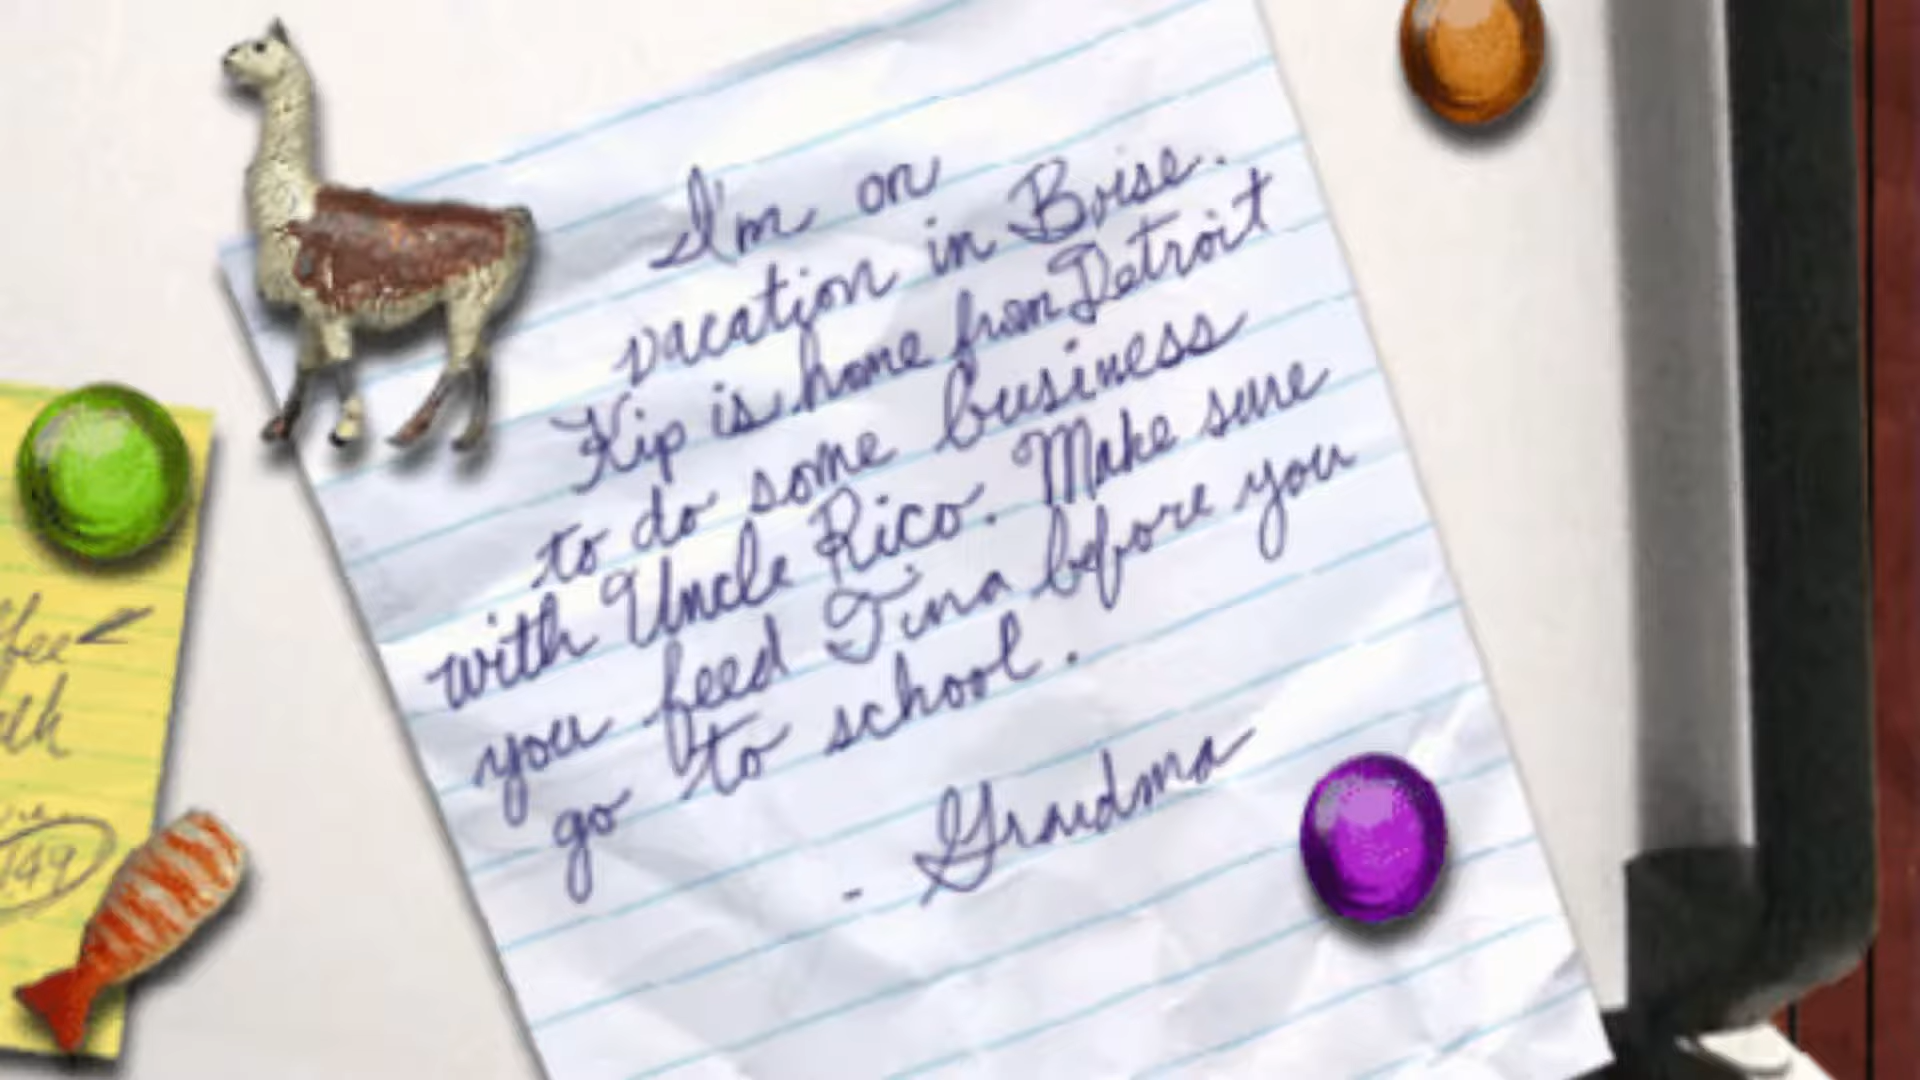 I'm on
vacation in Boise.
Kip is home from Detroit
to do some business
with Uncle Rico. Make sure
you feed Tina before you
go to school.
- Grandma
149